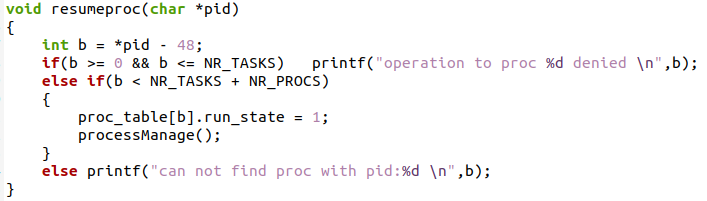 void resumeproc(char *pid)
{
    int b = *pid - 48;
    if(b >= 0 && b <= NR_TASKS)   printf("operation to proc %d denied \n",b);
    else if(b < NR_TASKS + NR_PROCS)
    {
        proc_table[b].run_state = 1;
        processManage();
    }
    else printf("can not find proc with pid:%d \n",b);
}